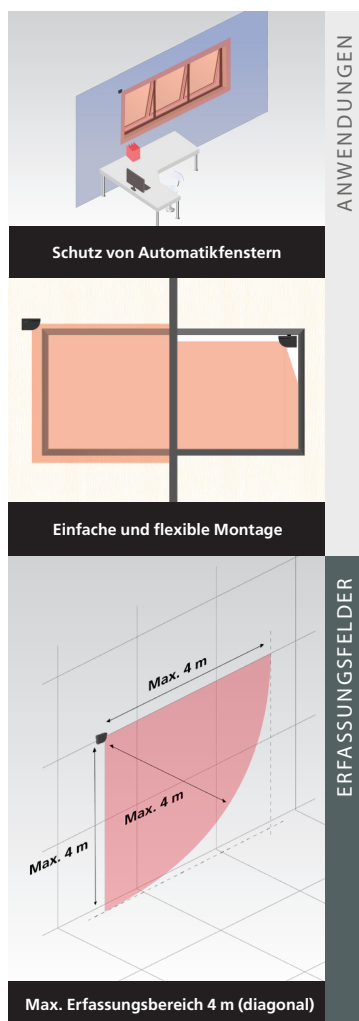 ANWENDUNGEN
Schutz von Automatikfenstern
Einfache und flexible Montage
ERFASSUNGSFELDER
Max. 4 m
Max. 4 m
Max. 4 m
Max. Erfassungsbereich 4 m (diagonal)